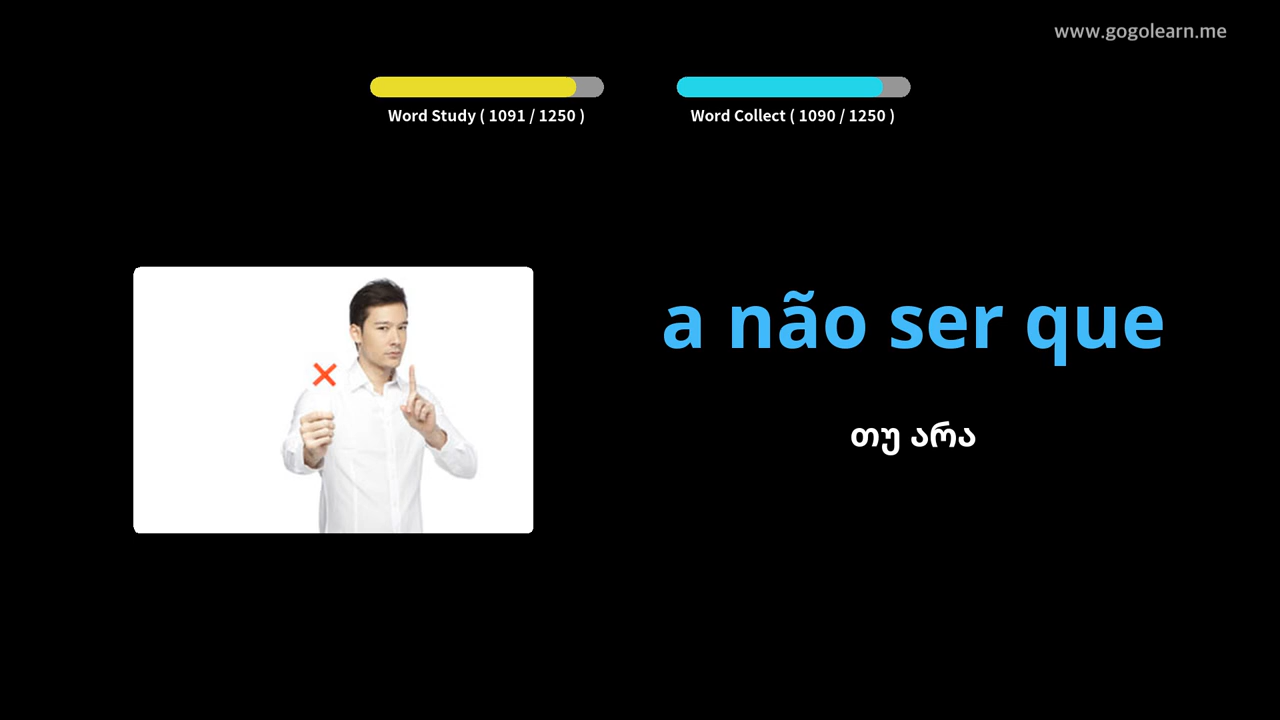 www.gogolearn.me
Word Study ( 1091 / 1250 )
Word Collect ( 1090 / 1250 )
a não ser que
თუ არა